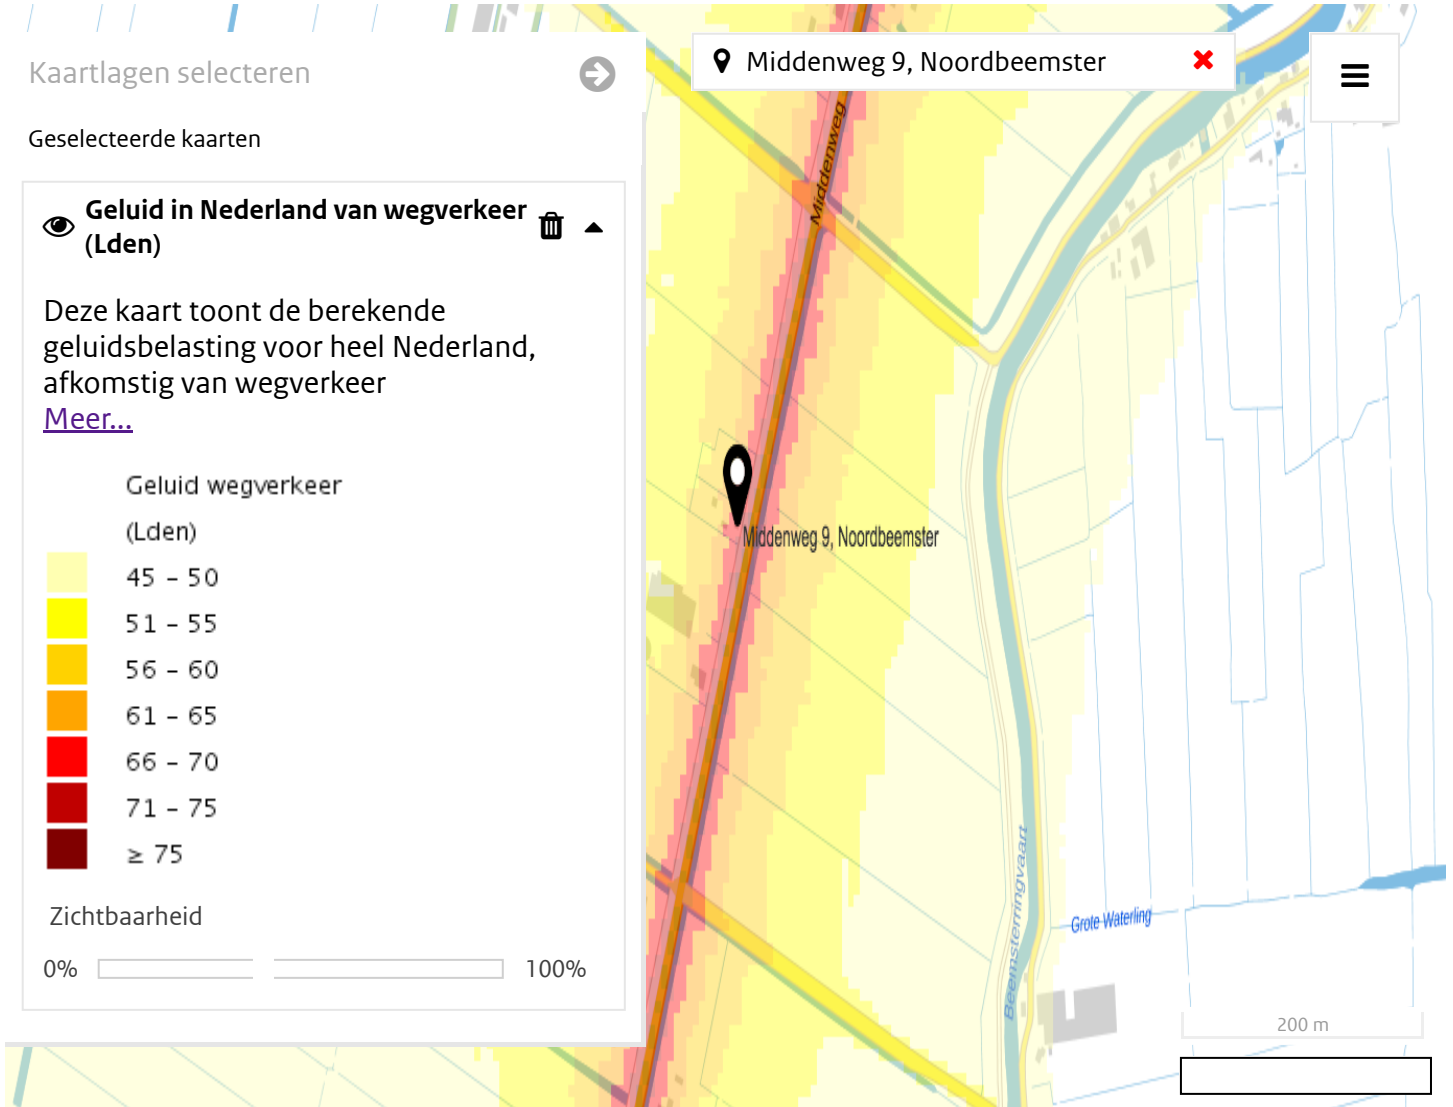 Kaartlagen selecteren
Middenweg 9, Noordbeemster
Geselecteerde kaarten
Geluid in Nederland van wegverkeer
(Lden)
Deze kaart toont de berekende
geluidsbelasting voor heel Nederland,
afkomstig van wegverkeer
Meer...
Geluid wegverkeer
(Lden)
45 - 50
51 - 55
56 - 60
61 - 65
66 - 70
71 - 75
≥ 75
Zichtbaarheid
0%
100%
Middenweg
Middenweg 9, Noordbeemster
Beemsterringvaart
Grote Waterling
200 m